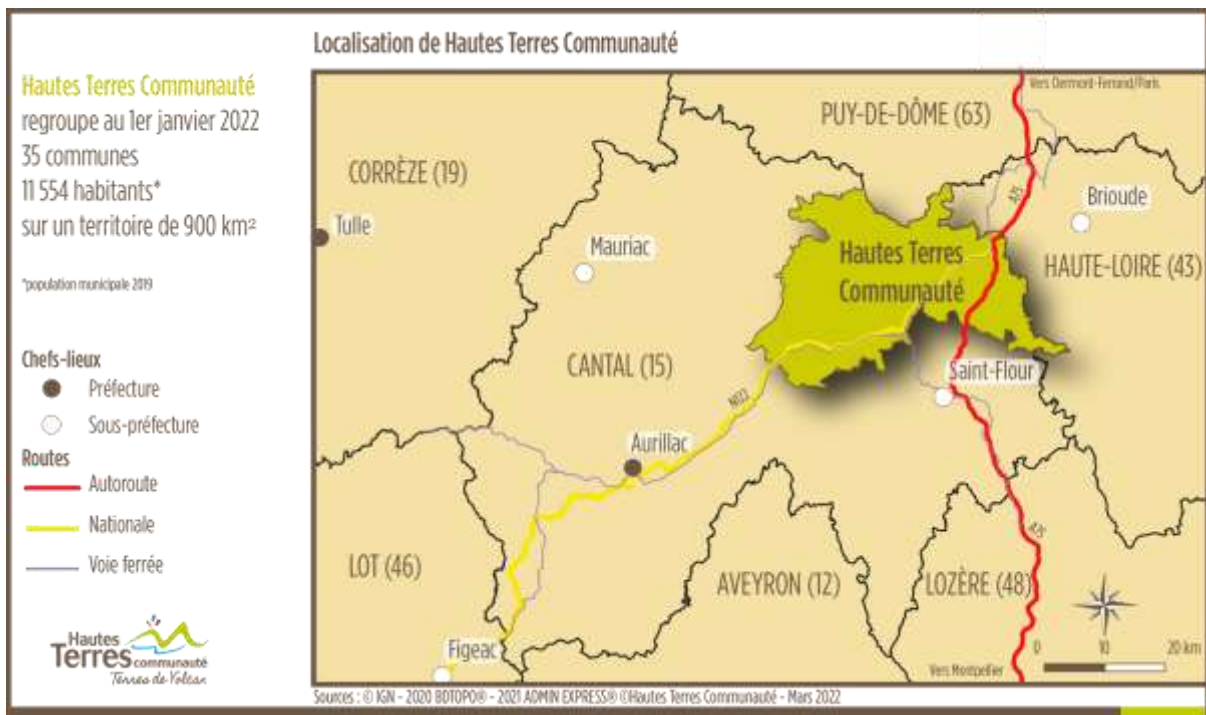 Localisation de Hautes Terres Communauté
Hautes Terres Communauté
regroupe au 1er janvier 2022
35 communes
11 554 habitants*
sur un territoire de 900 km²
*population municipale 2019
Chefs-lieux
Préfecture
Sous-préfecture
Routes
Autoroute
Nationale
Voie ferrée
Hautes
Terres communauté
Terres de Volcan
Vers Clermont-Ferrand/Paris
PUY-DE-DÔME (63)
CORRÈZE (19)
A75
Brioude
Tulle
Mauriac
Hautes Terres
Communauté
HAUTE-LOIRE (43)
CANTAL (15)
Saint-Flour
N122
Aurillac
A75
LOT (46)
AVEYRON (12)
LOZÈRE (48)
Figeac
0 10 20 km
Vers Montpellier
Sources : © IGN - 2020 BDTOPO® - 2021 ADMIN EXPRESS® ©Hautes Terres Communauté - Mars 2022